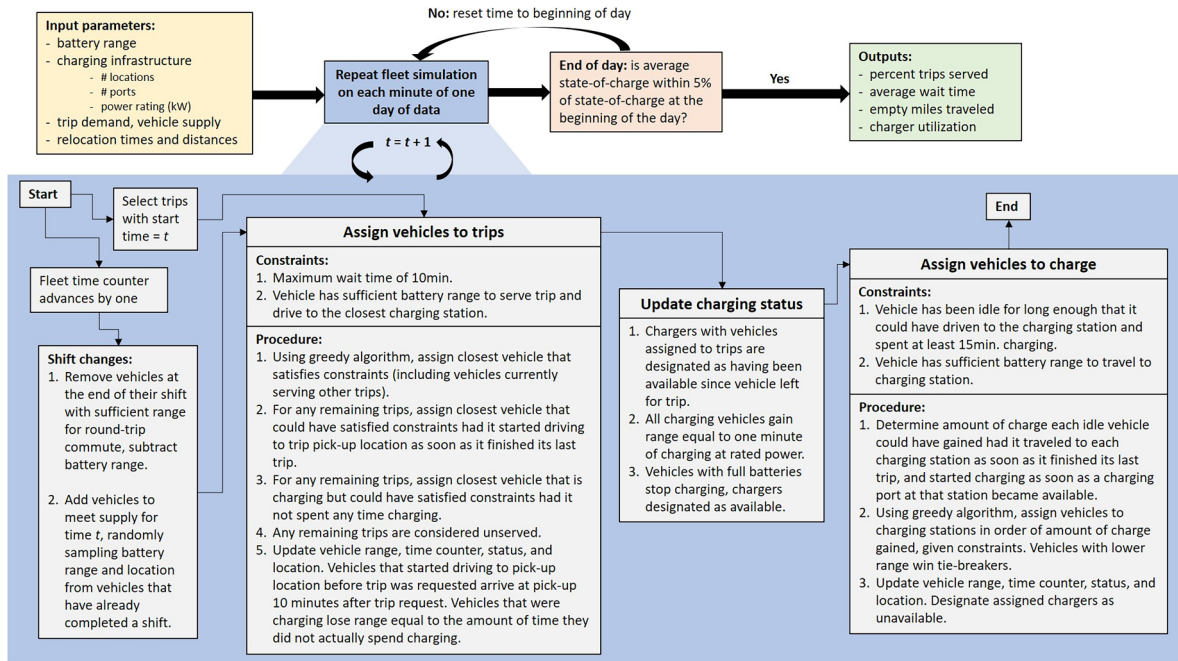 No: reset time to beginning of day
Input parameters:
- battery range
- charging infrastructure
- # locations
- # ports
- power rating (kW)
- trip demand, vehicle supply
- relocation times and distances
Repeat fleet simulation
on each minute of one
day of data
End of day: is average
state-of-charge within 5%
of state-of-charge at the
beginning of the day?
Yes
Outputs:
- percent trips served
- average wait time
- empty miles traveled
- charger utilization
t = t + 1
Start
Select trips
with start
time = t
Fleet time counter
advances by one
Shift changes:
1. Remove vehicles at
the end of their shift
with sufficient range
for round-trip
commute, subtract
battery range.
2. Add vehicles to
meet supply for
time t, randomly
sampling battery
range and location
from vehicles that
have already
completed a shift.
Assign vehicles to trips
Constraints:
1. Maximum wait time of 10min.
2. Vehicle has sufficient battery range to serve trip and
drive to the closest charging station.
Procedure:
1. Using greedy algorithm, assign closest vehicle that
satisfies constraints (including vehicles currently
serving other trips).
2. For any remaining trips, assign closest vehicle that
could have satisfied constraints had it started driving
to trip pick-up location as soon as it finished its last
trip.
3. For any remaining trips, assign closest vehicle that is
charging but could have satisfied constraints had it
not spent any time charging.
4. Any remaining trips are considered unserved.
5. Update vehicle range, time counter, status, and
location. Vehicles that started driving to pick-up
location before trip was requested arrive at pick-up
10 minutes after trip request. Vehicles that were
charging lose range equal to the amount of time they
did not actually spend charging.
Update charging status
1. Chargers with vehicles
assigned to trips are
designated as having been
available since vehicle left
for trip.
2. All charging vehicles gain
range equal to one minute
of charging at rated power.
3. Vehicles with full batteries
stop charging, chargers
designated as available.
End
Assign vehicles to charge
Constraints:
1. Vehicle has been idle for long enough that it
could have driven to the charging station and
spent at least 15min. charging.
2. Vehicle has sufficient battery range to travel to
charging station.
Procedure:
1. Determine amount of charge each idle vehicle
could have gained had it traveled to each
charging station as soon as it finished its last
trip, and started charging as soon as a charging
port at that station became available.
2. Using greedy algorithm, assign vehicles to
charging stations in order of amount of charge
gained, given constraints. Vehicles with lower
range win tie-breakers.
3. Update vehicle range, time counter, status, and
location. Designate assigned chargers as
unavailable.